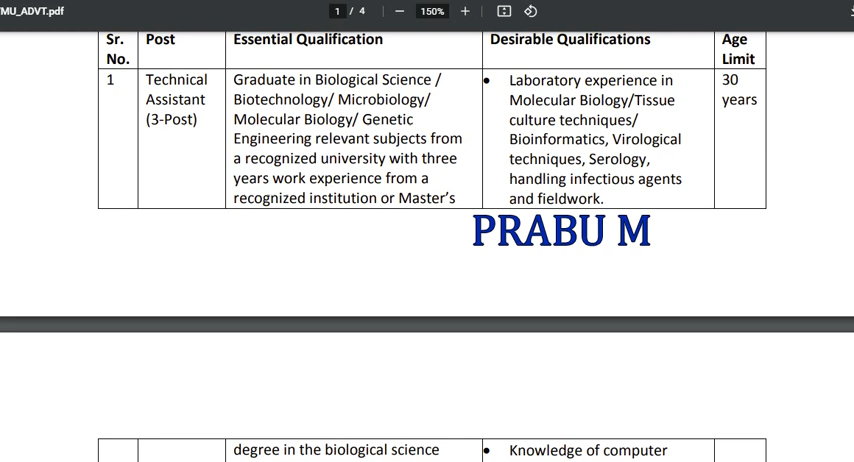 MU_ADVT.pdf
1 / 4
150%
Sr. No.
Post
Essential Qualification
Desirable Qualifications
Age Limit
1
Technical
Assistant
(3-Post)
Graduate in Biological Science /
Biotechnology/ Microbiology/
Molecular Biology/ Genetic
Engineering relevant subjects from
a recognized university with three
years work experience from a
recognized institution or Master's
• Laboratory experience in
Molecular Biology/Tissue
culture techniques/
Bioinformatics, Virological
techniques, Serology,
handling infectious agents
and fieldwork.
30
years
PRABU M
degree in the biological science
• Knowledge of computer